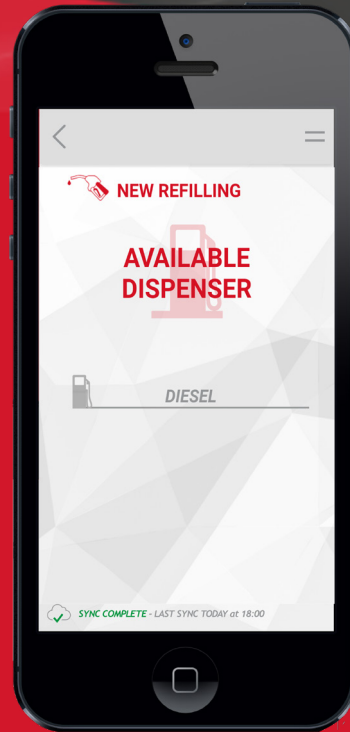 NEW REFILLING
AVAILABLE
DISPENSER
DIESEL
SYNC COMPLETE - LAST SYNC TODAY at 18:00